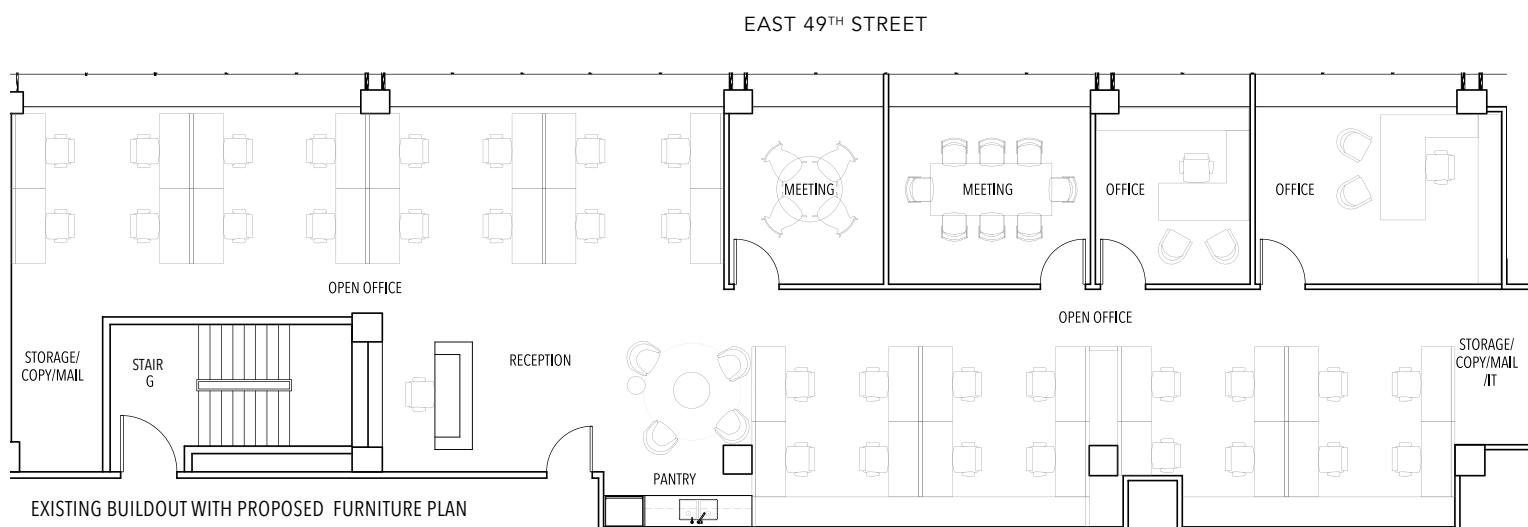 EAST 49TH STREET
MEETING
MEETING
OFFICE
OFFICE
OPEN OFFICE
OPEN OFFICE
STORAGE/
COPY/MAIL
STAIR
G
RECEPTION
STORAGE/
COPY/MAIL
/IT
PANTRY
EXISTING BUILDOUT WITH PROPOSED FURNITURE PLAN